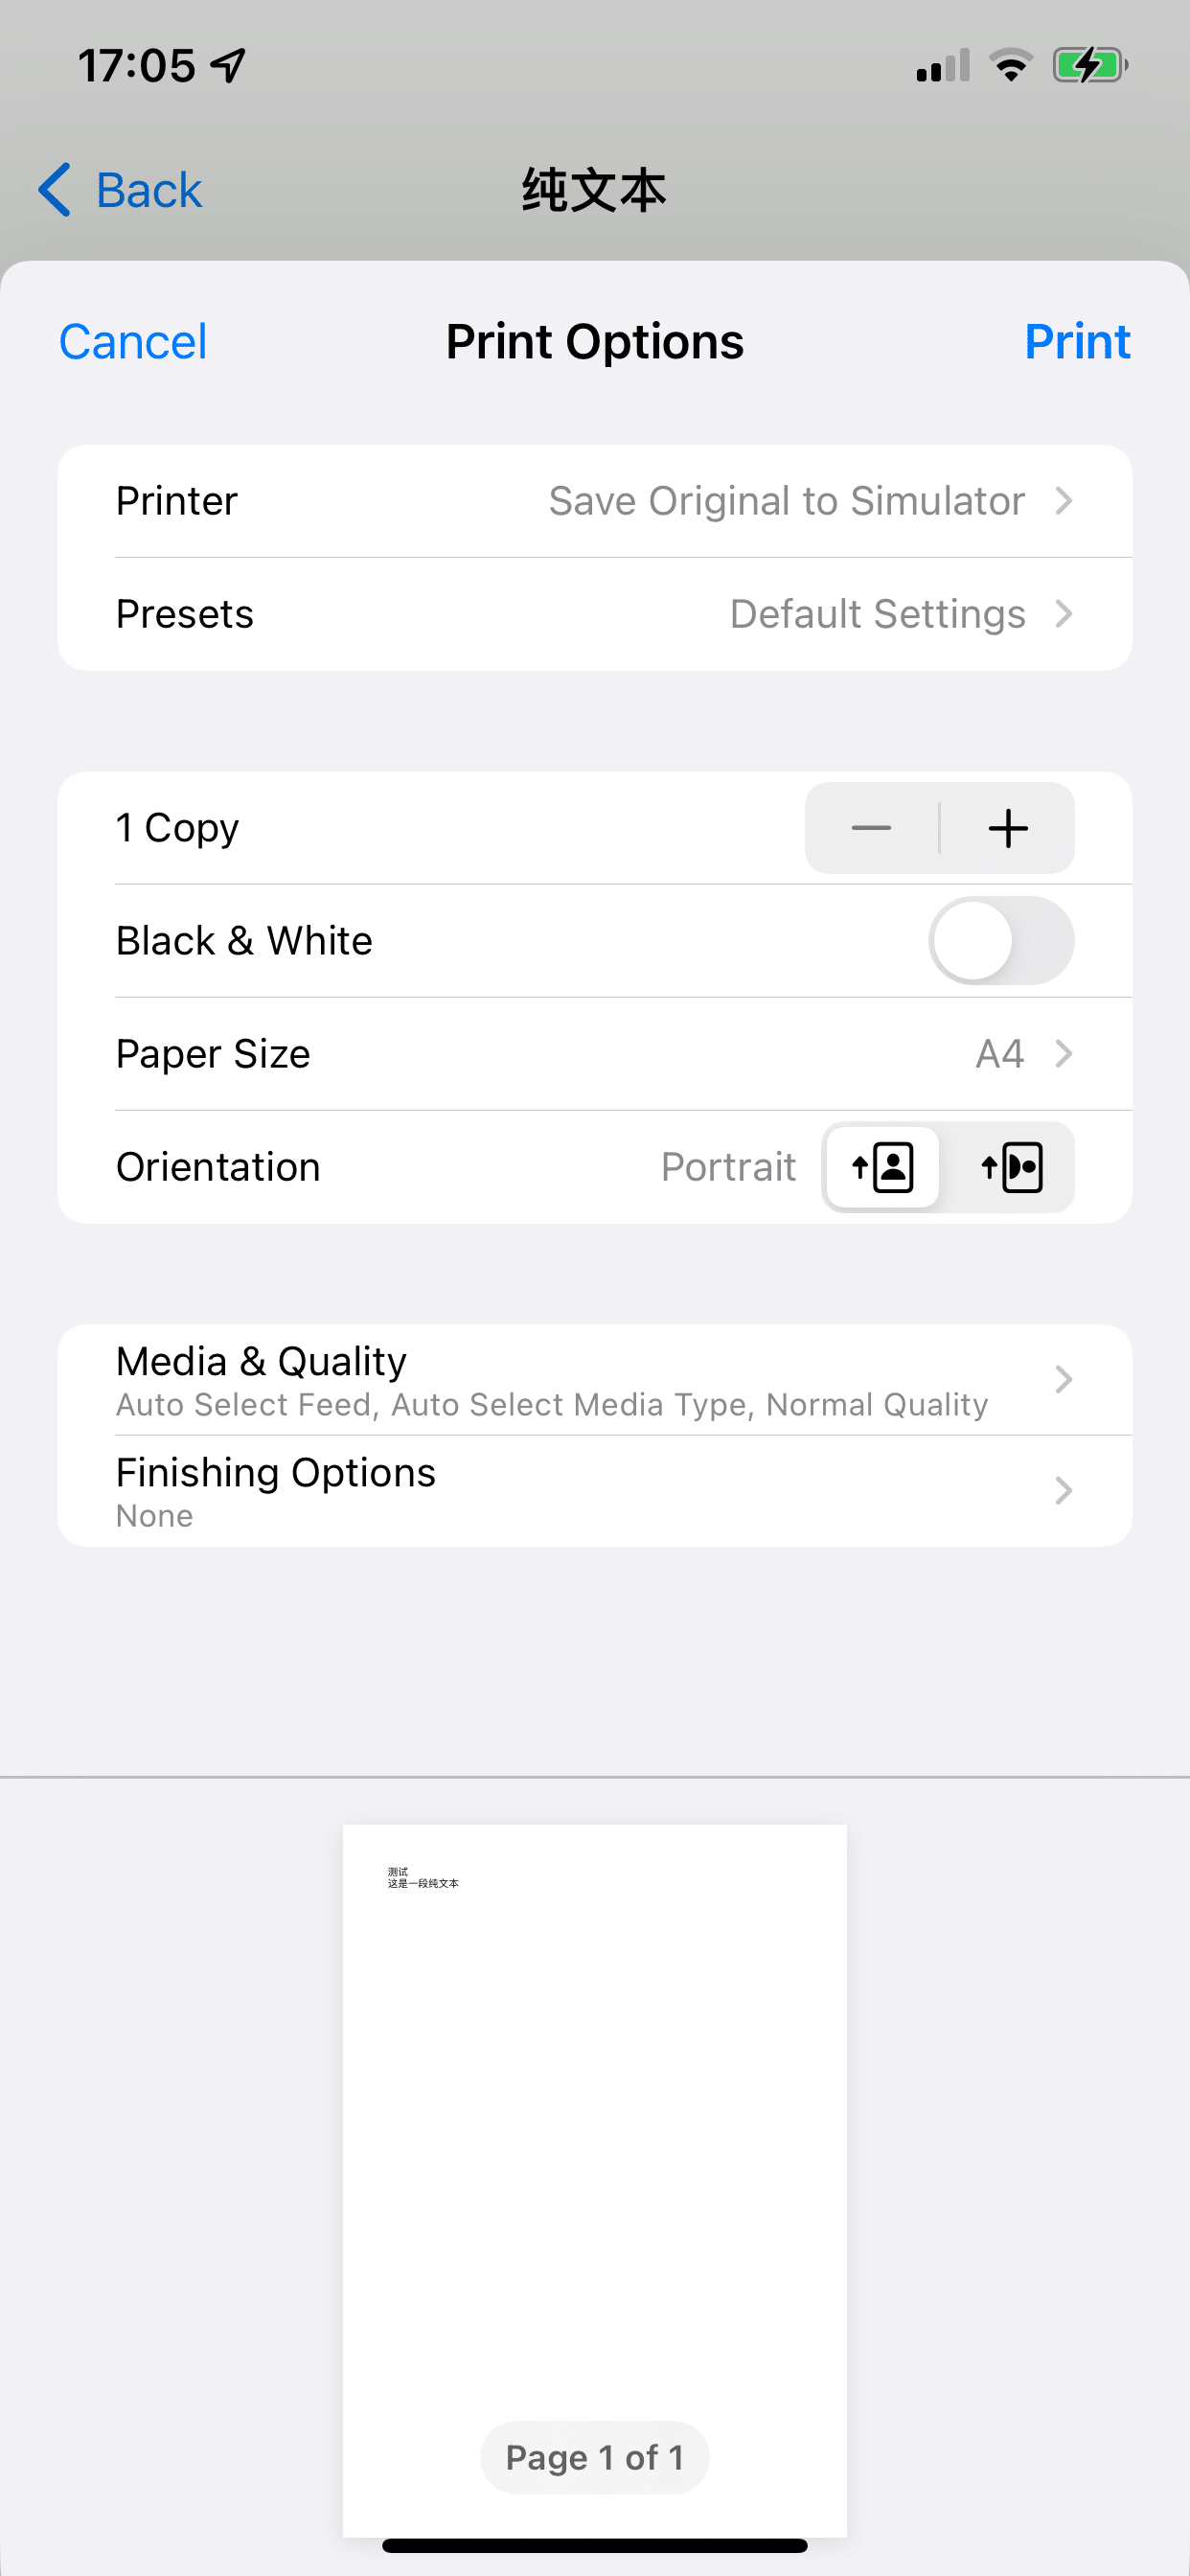 17:05
Back
纯文本
Cancel
Print Options
Print
Printer
Save Original to Simulator
Presets
Default Settings
1 Copy
Black & White
Paper Size
A4
Orientation
Portrait
Media & Quality
Auto Select Feed, Auto Select Media Type, Normal Quality
Finishing Options
None
测试
这是一段纯文本
Page 1 of 1